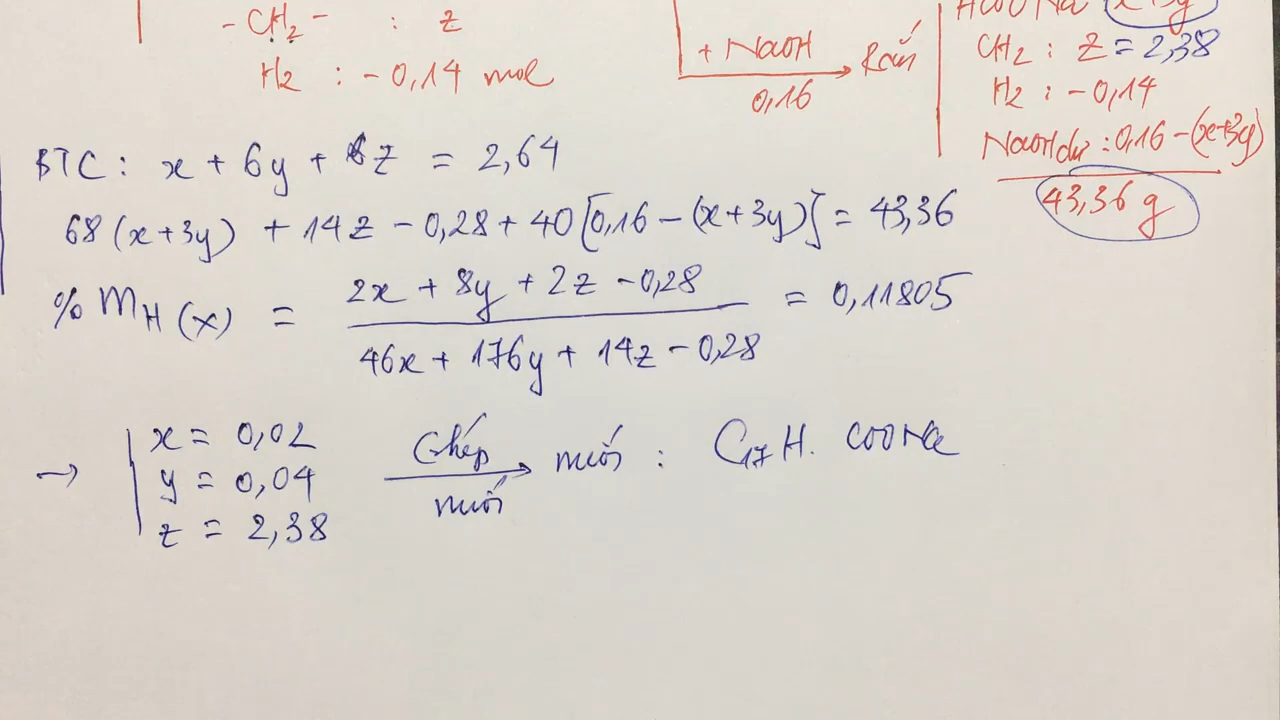 - CH2 - : z
H2 : - 0,14 mol
+ NaOH
0,16
Rắn
HCOONa x+3y
CH2 : z = 2,38
H2 : - 0,14
NaOH dư : 0,16 - (x+3y)
43,36 g
BTC : x + 6y + z = 2,64
68 (x+3y) + 14z - 0,28 + 40 [0,16 - (x+3y)] = 43,36
% mH (X) = 2x + 8y + 2z - 0,28 / 46x + 176y + 14z - 0,28 = 0,11805
→ x = 0,02
y = 0,04
z = 2,38
Ghép muối → muối : C17H. COONa